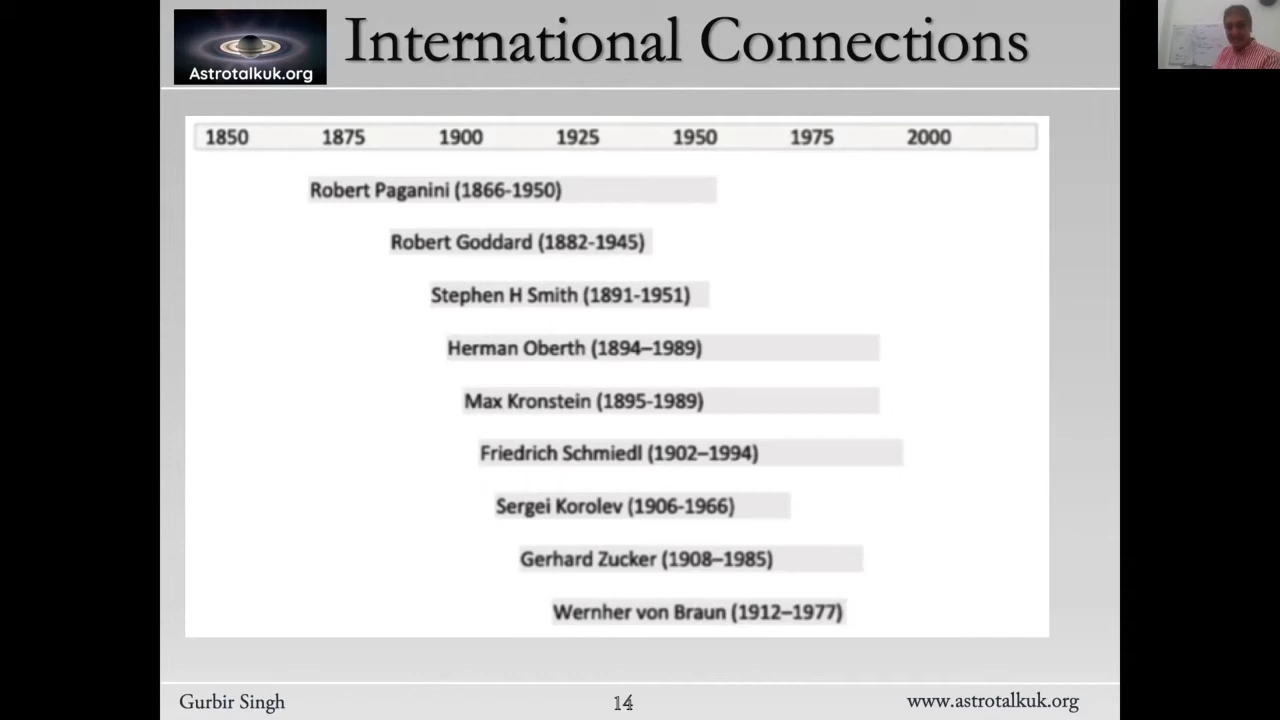 Astrotalkuk.org
International Connections
1850 1875 1900 1925 1950 1975 2000
Robert Paganini (1866-1950)
Robert Goddard (1882-1945)
Stephen H Smith (1891-1951)
Herman Oberth (1894–1989)
Max Kronstein (1895-1989)
Friedrich Schmiedl (1902–1994)
Sergei Korolev (1906-1966)
Gerhard Zucker (1908–1985)
Wernher von Braun (1912–1977)
Gurbir Singh 14 www.astrotalkuk.org